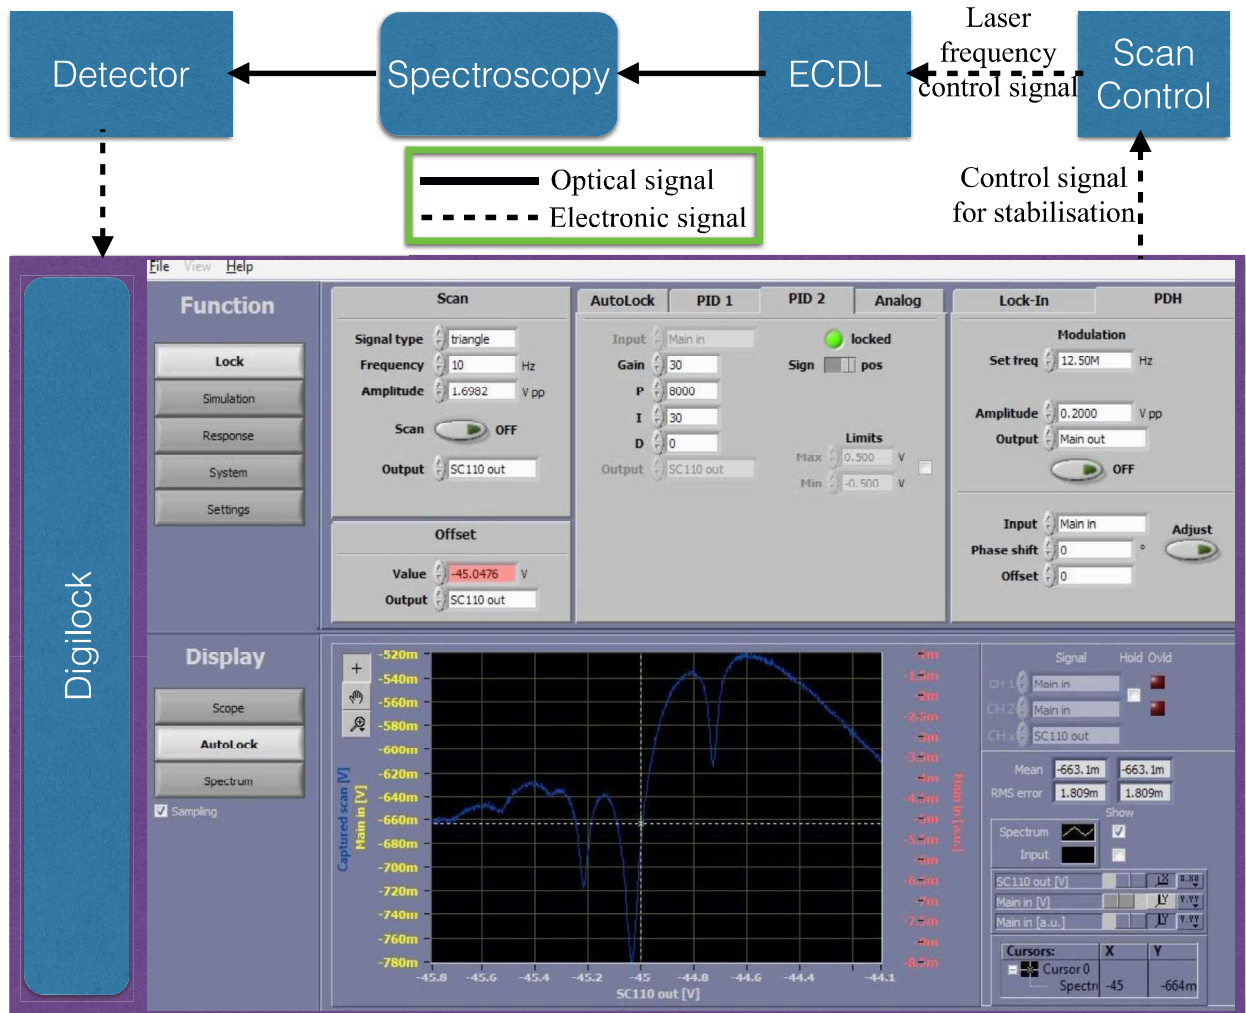 Detector
Spectroscopy
ECDL
Laser
frequency
control signal
Scan
Control
Optical signal
Electronic signal
Control signal
for stabilisation
Digilock
File View Help
Function
Lock
Simulation
Response
System
Settings
Scan
Signal type triangle
Frequency 10 Hz
Amplitude 1.6982 V pp
Scan OFF
Output SC110 out
Offset
Value -45.0476 V
Output SC110 out
AutoLock PID 1 PID 2 Analog
Input Main in
Gain 30
P 8000
I 30
D 0
Output SC110 out
locked
Sign pos
Limits
Max 0.500 V
Min -0.500 V
Lock-In PDH
Modulation
Set freq 12.50M Hz
Amplitude 0.2000 V pp
Output Main out
OFF
Input Main in
Phase shift 0 °
Offset 0
Adjust
Display
Scope
AutoLock
Spectrum
Sampling
Captured scan [V]
Main in [V]
-520m
-540m
-560m
-580m
-600m
-620m
-640m
-660m
-680m
-700m
-720m
-740m
-760m
-780m
-45.8 -45.6 -45.4 -45.2 -45 -44.8 -44.6 -44.4 -44.1
SC110 out [V]
Main in [a.u.]
Signal Hold Ovld
CH 1 Main in
CH 2 Main in
CH x SC110 out
Mean -663.1m -663.1m
RMS error 1.809m 1.809m
Show
Spectrum
Input
SC110 out [V]
Main in [V]
Main in [a.u.]
Cursors: X Y
Cursor 0
Spectr -45 -664m